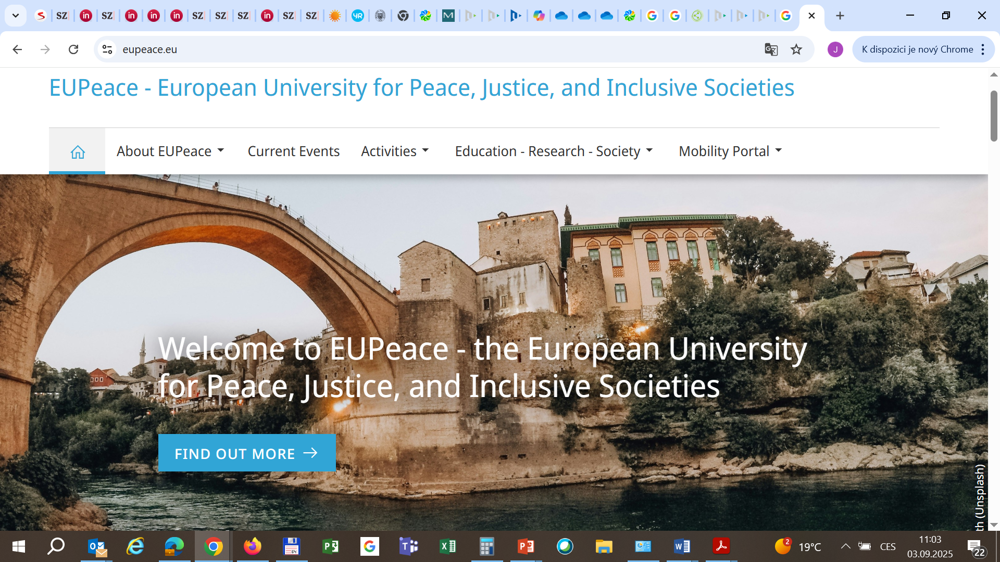 SZ
SZ
SZ
SZ
SZ
SZ
SZ
eupeace.eu
J
K dispozici je nový Chrome
EUPeace - European University for Peace, Justice, and Inclusive Societies
About EUPeace
Current Events
Activities
Education - Research - Society
Mobility Portal
Welcome to EUPeace - the European University
for Peace, Justice, and Inclusive Societies
FIND OUT MORE
th (Unsplash)
2
19°C
CES
11:03
03.09.2025
22